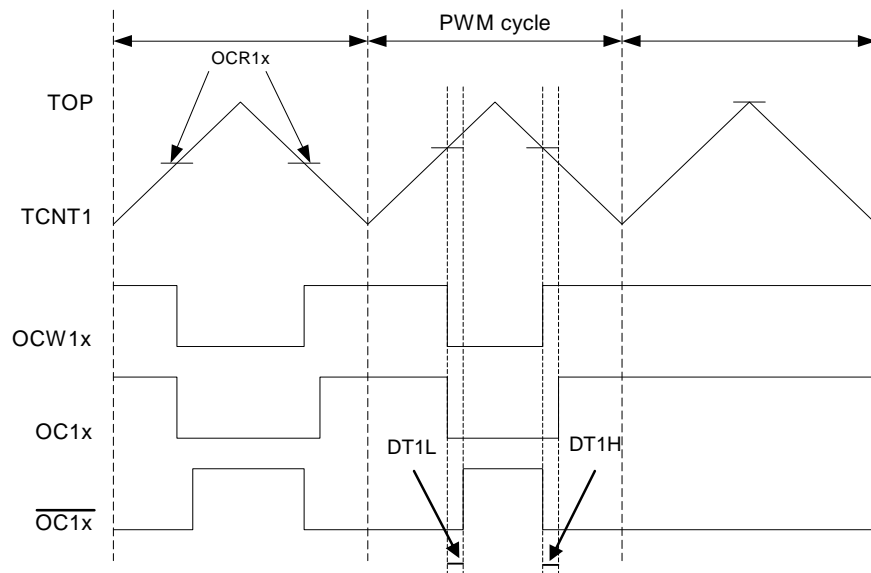 PWM cycle
OCR1x
TOP
TCNT1
OCW1x
OC1x
DT1L
DT1H
OC1x